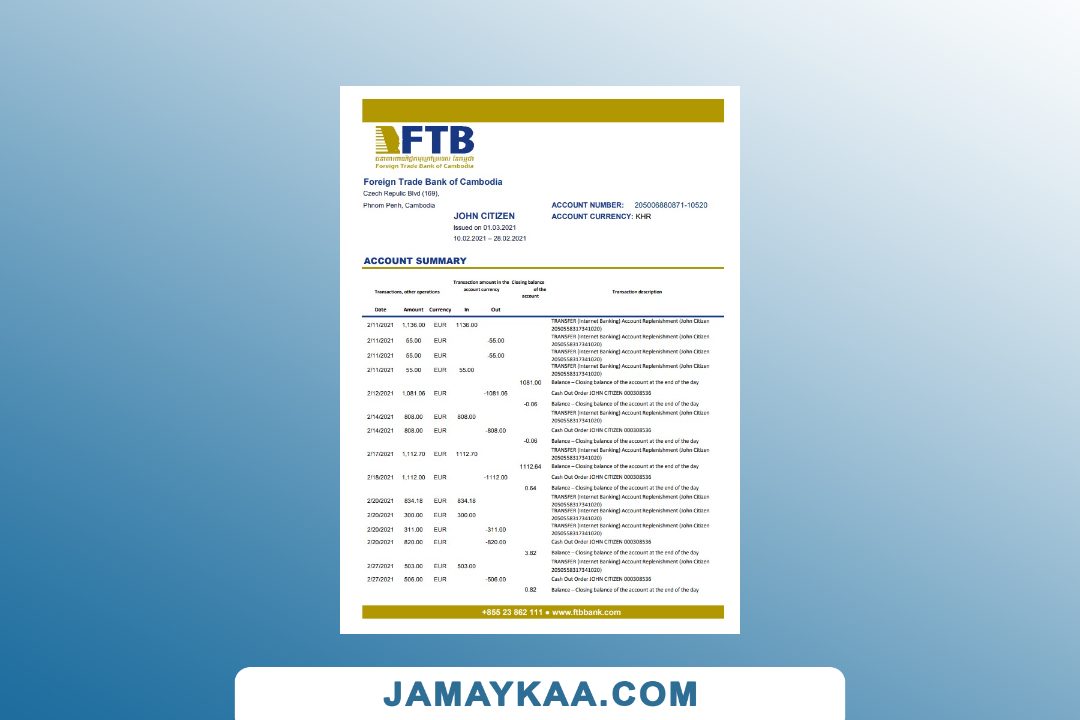 FTB
Foreign Trade Bank of Cambodia
Foreign Trade Bank of Cambodia
Czech Repulic Blvd (169),
Phnom Penh, Cambodia
ACCOUNT NUMBER: 205006880871-10520
JOHN CITIZEN
ACCOUNT CURRENCY: KHR
Issued on 01.03.2021
10.02.2021 – 28.02.2021
ACCOUNT SUMMARY
Transactions, other operations
Transaction amount in the account currency
Closing balance of the account
Transaction description
Date Amount Currency In Out
2/11/2021 1,136.00 EUR 1136.00 TRANSFER (Internet Banking) Account Replenishment (John Citizen
2050558317341020)
2/11/2021 55.00 EUR -55.00 TRANSFER (Internet Banking) Account Replenishment (John Citizen
2050558317341020)
2/11/2021 55.00 EUR -55.00 TRANSFER (Internet Banking) Account Replenishment (John Citizen
2050558317341020)
2/11/2021 55.00 EUR 55.00 TRANSFER (Internet Banking) Account Replenishment (John Citizen
2050558317341020)
1081.00 Balance – Closing balance of the account at the end of the day
2/12/2021 1,081.06 EUR -1081.06 Cash Out Order JOHN CITIZEN 000308536
-0.06 Balance – Closing balance of the account at the end of the day
2/14/2021 808.00 EUR 808.00 TRANSFER (Internet Banking) Account Replenishment (John Citizen
2050558317341020)
2/14/2021 808.00 EUR -808.00 Cash Out Order JOHN CITIZEN 000308536
-0.06 Balance – Closing balance of the account at the end of the day
2/17/2021 1,112.70 EUR 1112.70 TRANSFER (Internet Banking) Account Replenishment (John Citizen
2050558317341020)
1112.64 Balance – Closing balance of the account at the end of the day
2/18/2021 1,112.00 EUR -1112.00 Cash Out Order JOHN CITIZEN 000308536
0.64 Balance – Closing balance of the account at the end of the day
2/20/2021 834.18 EUR 834.18 TRANSFER (Internet Banking) Account Replenishment (John Citizen
2050558317341020)
2/20/2021 300.00 EUR 300.00 TRANSFER (Internet Banking) Account Replenishment (John Citizen
2050558317341020)
2/20/2021 311.00 EUR -311.00 TRANSFER (Internet Banking) Account Replenishment (John Citizen
2050558317341020)
2/20/2021 820.00 EUR -820.00 Cash Out Order JOHN CITIZEN 000308536
3.82 Balance – Closing balance of the account at the end of the day
2/27/2021 503.00 EUR 503.00 TRANSFER (Internet Banking) Account Replenishment (John Citizen
2050558317341020)
2/27/2021 506.00 EUR -506.00 Cash Out Order JOHN CITIZEN 000308536
0.82 Balance – Closing balance of the account at the end of the day
+855 23 862 111 ● www.ftbbank.com
JAMAYKAA.COM